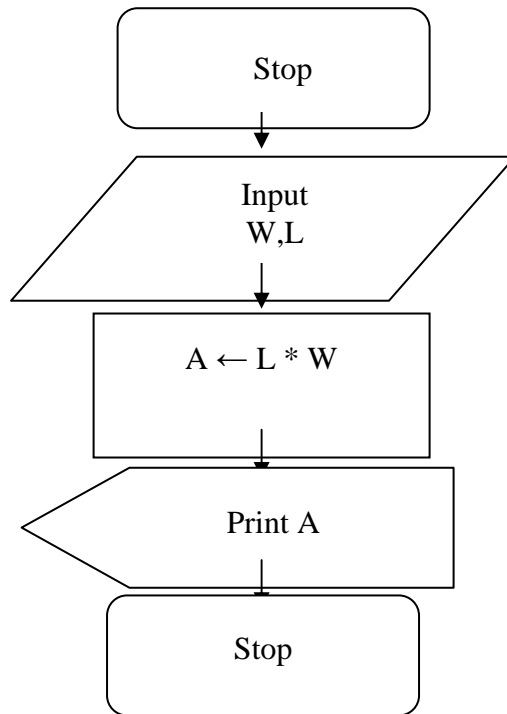 Stop
Input
W,L
A ← L * W
Print A
Stop